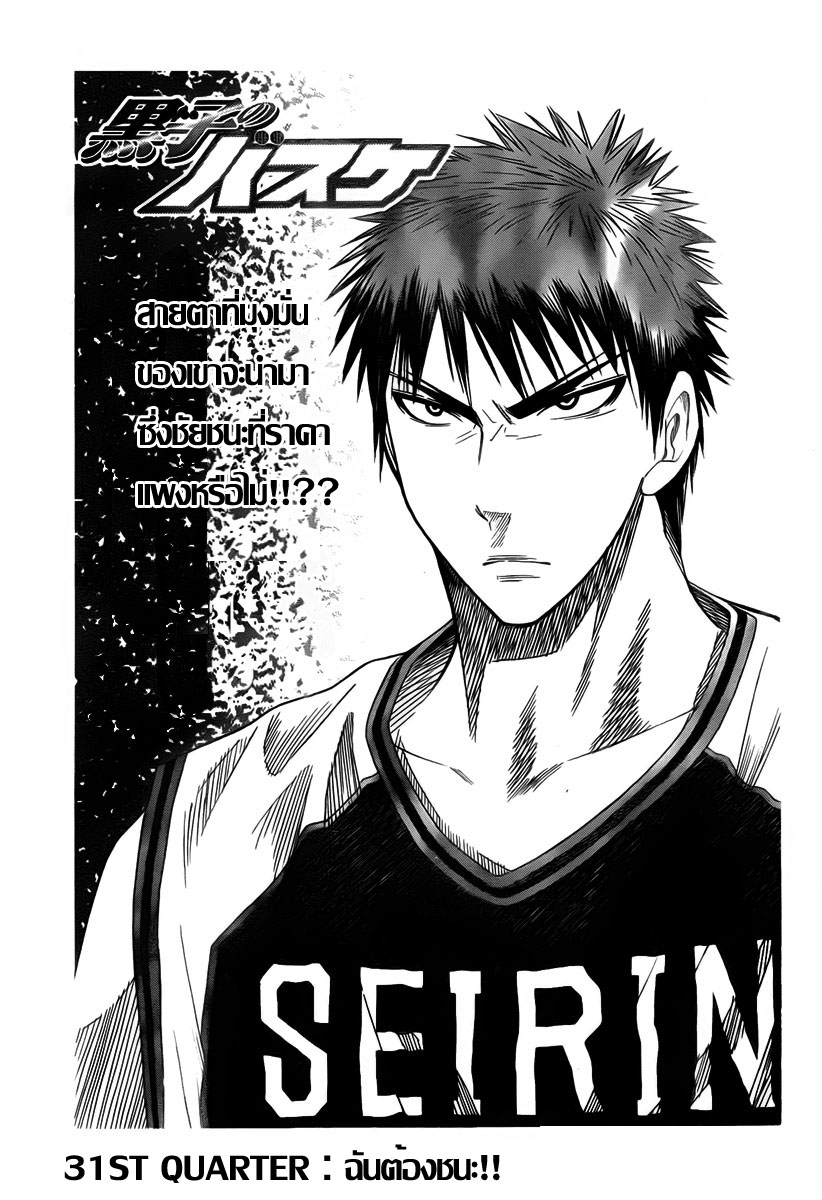 黒子の
バスケ
สายตาที่มุ่งมั่น
ของเขาจะนำมา
ซึ่งชัยชนะที่ราคา
แพงหรือไม่!!??
SEIRIN
31ST QUARTER : ฉันต้องชนะ!!